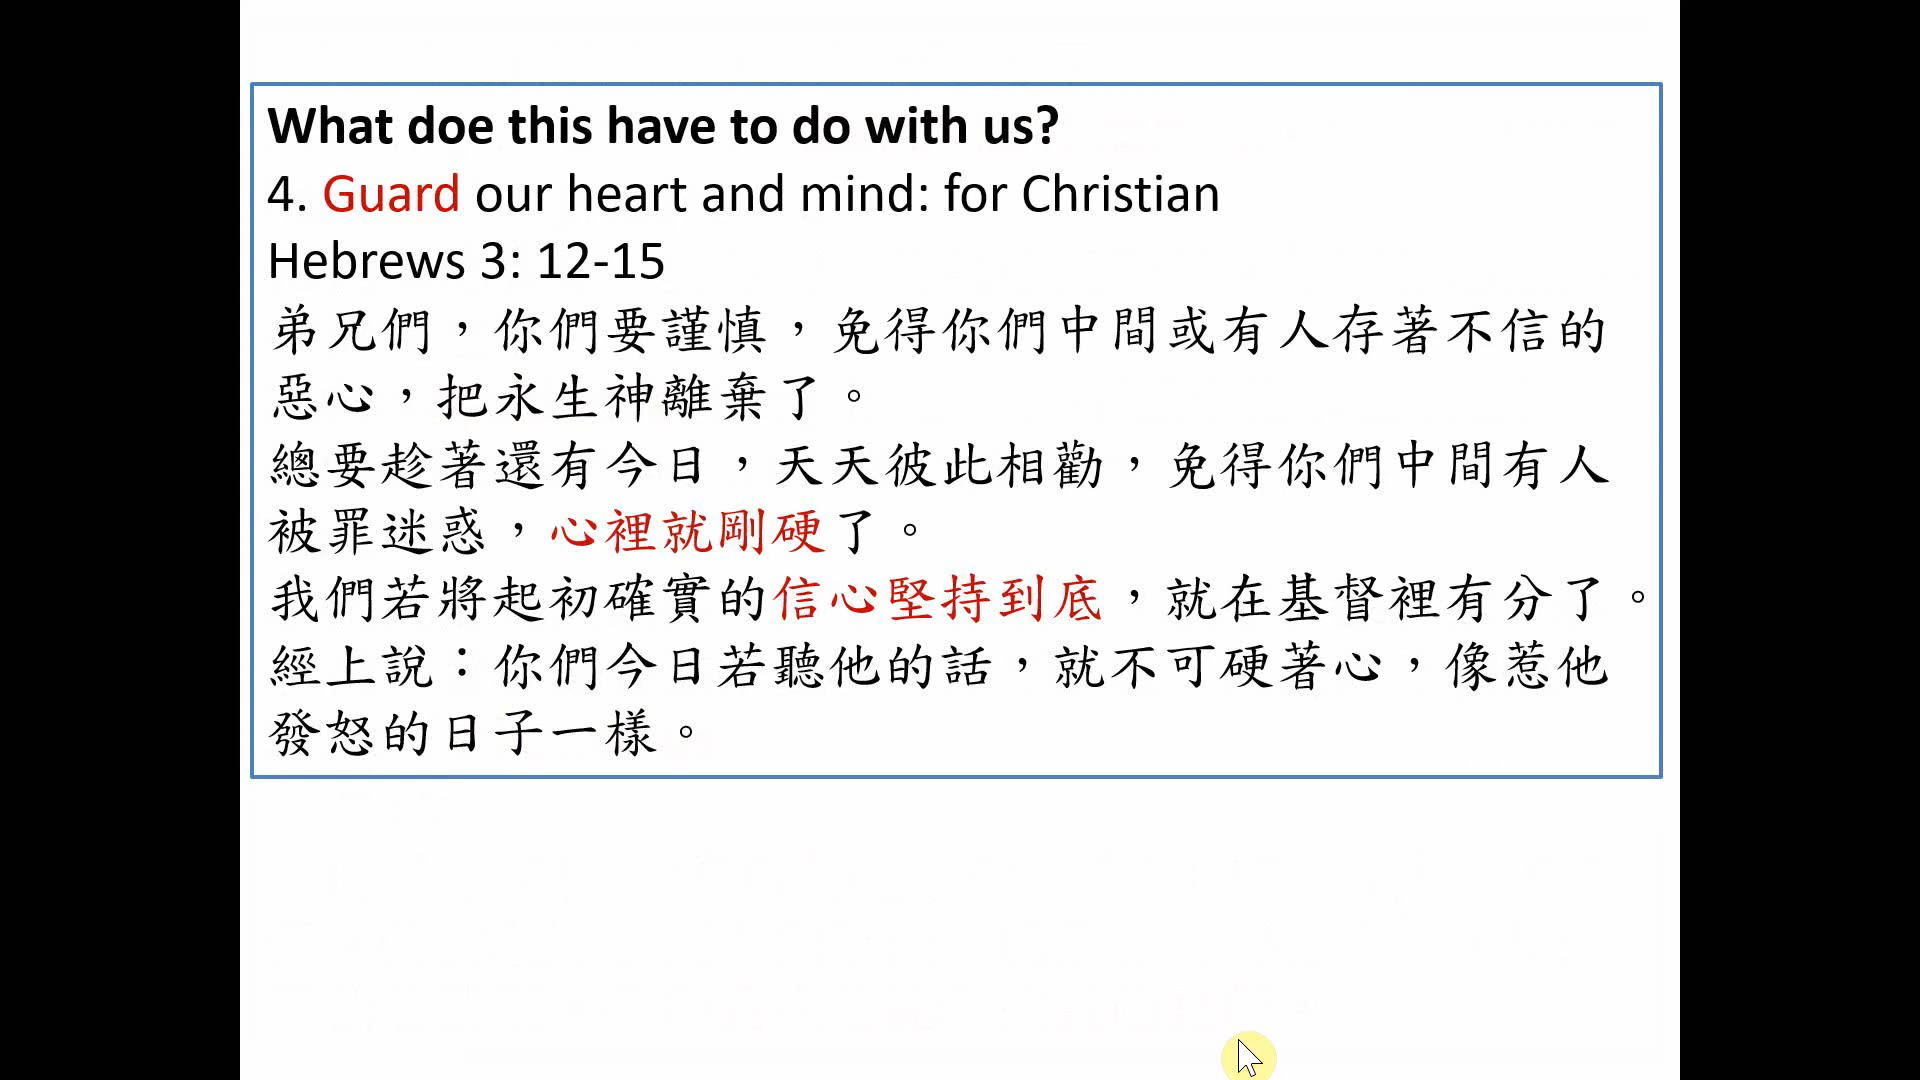 What doe this have to do with us?
4. Guard our heart and mind: for Christian
Hebrews 3: 12-15
弟兄們，你們要謹慎，免得你們中間或有人存著不信的
惡心，把永生神離棄了。
總要趁著還有今日，天天彼此相勸，免得你們中間有人
被罪迷惑，心裡就剛硬了。
我們若將起初確實的信心堅持到底，就在基督裡有分了。
經上說：你們今日若聽他的話，就不可硬著心，像惹他
發怒的日子一樣。